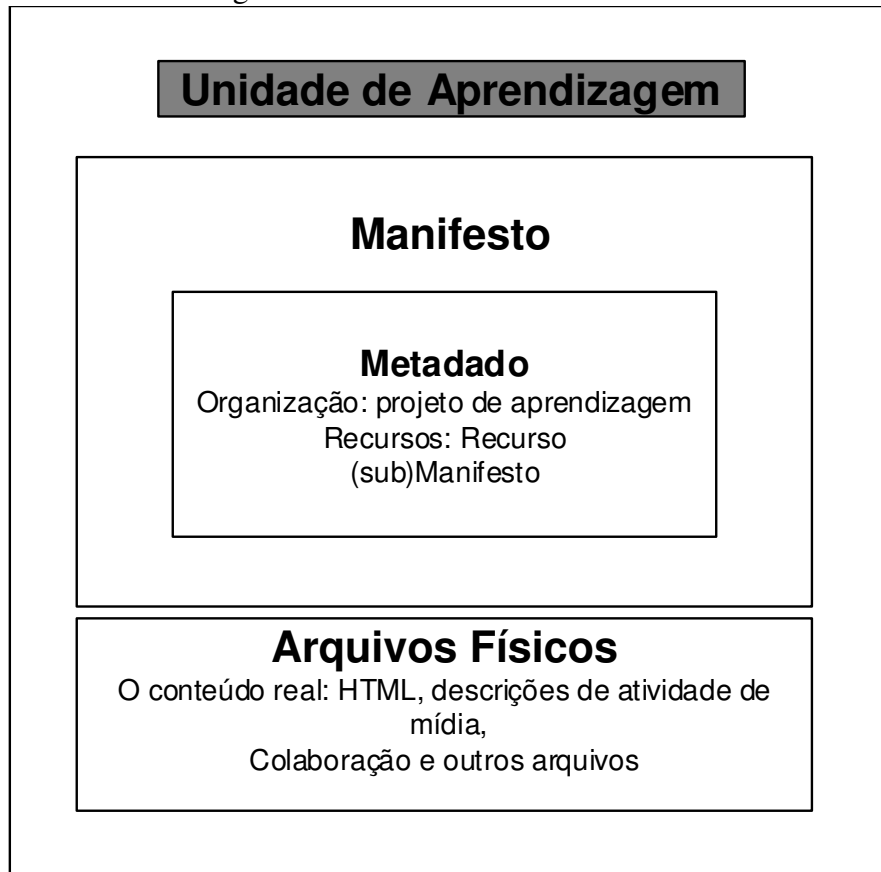 Unidade de Aprendizagem
Manifesto
Metadado
Organização: projeto de aprendizagem
Recursos: Recurso
(sub)Manifesto
Arquivos Físicos
O conteúdo real: HTML, descrições de atividade de
mídia,
Colaboração e outros arquivos